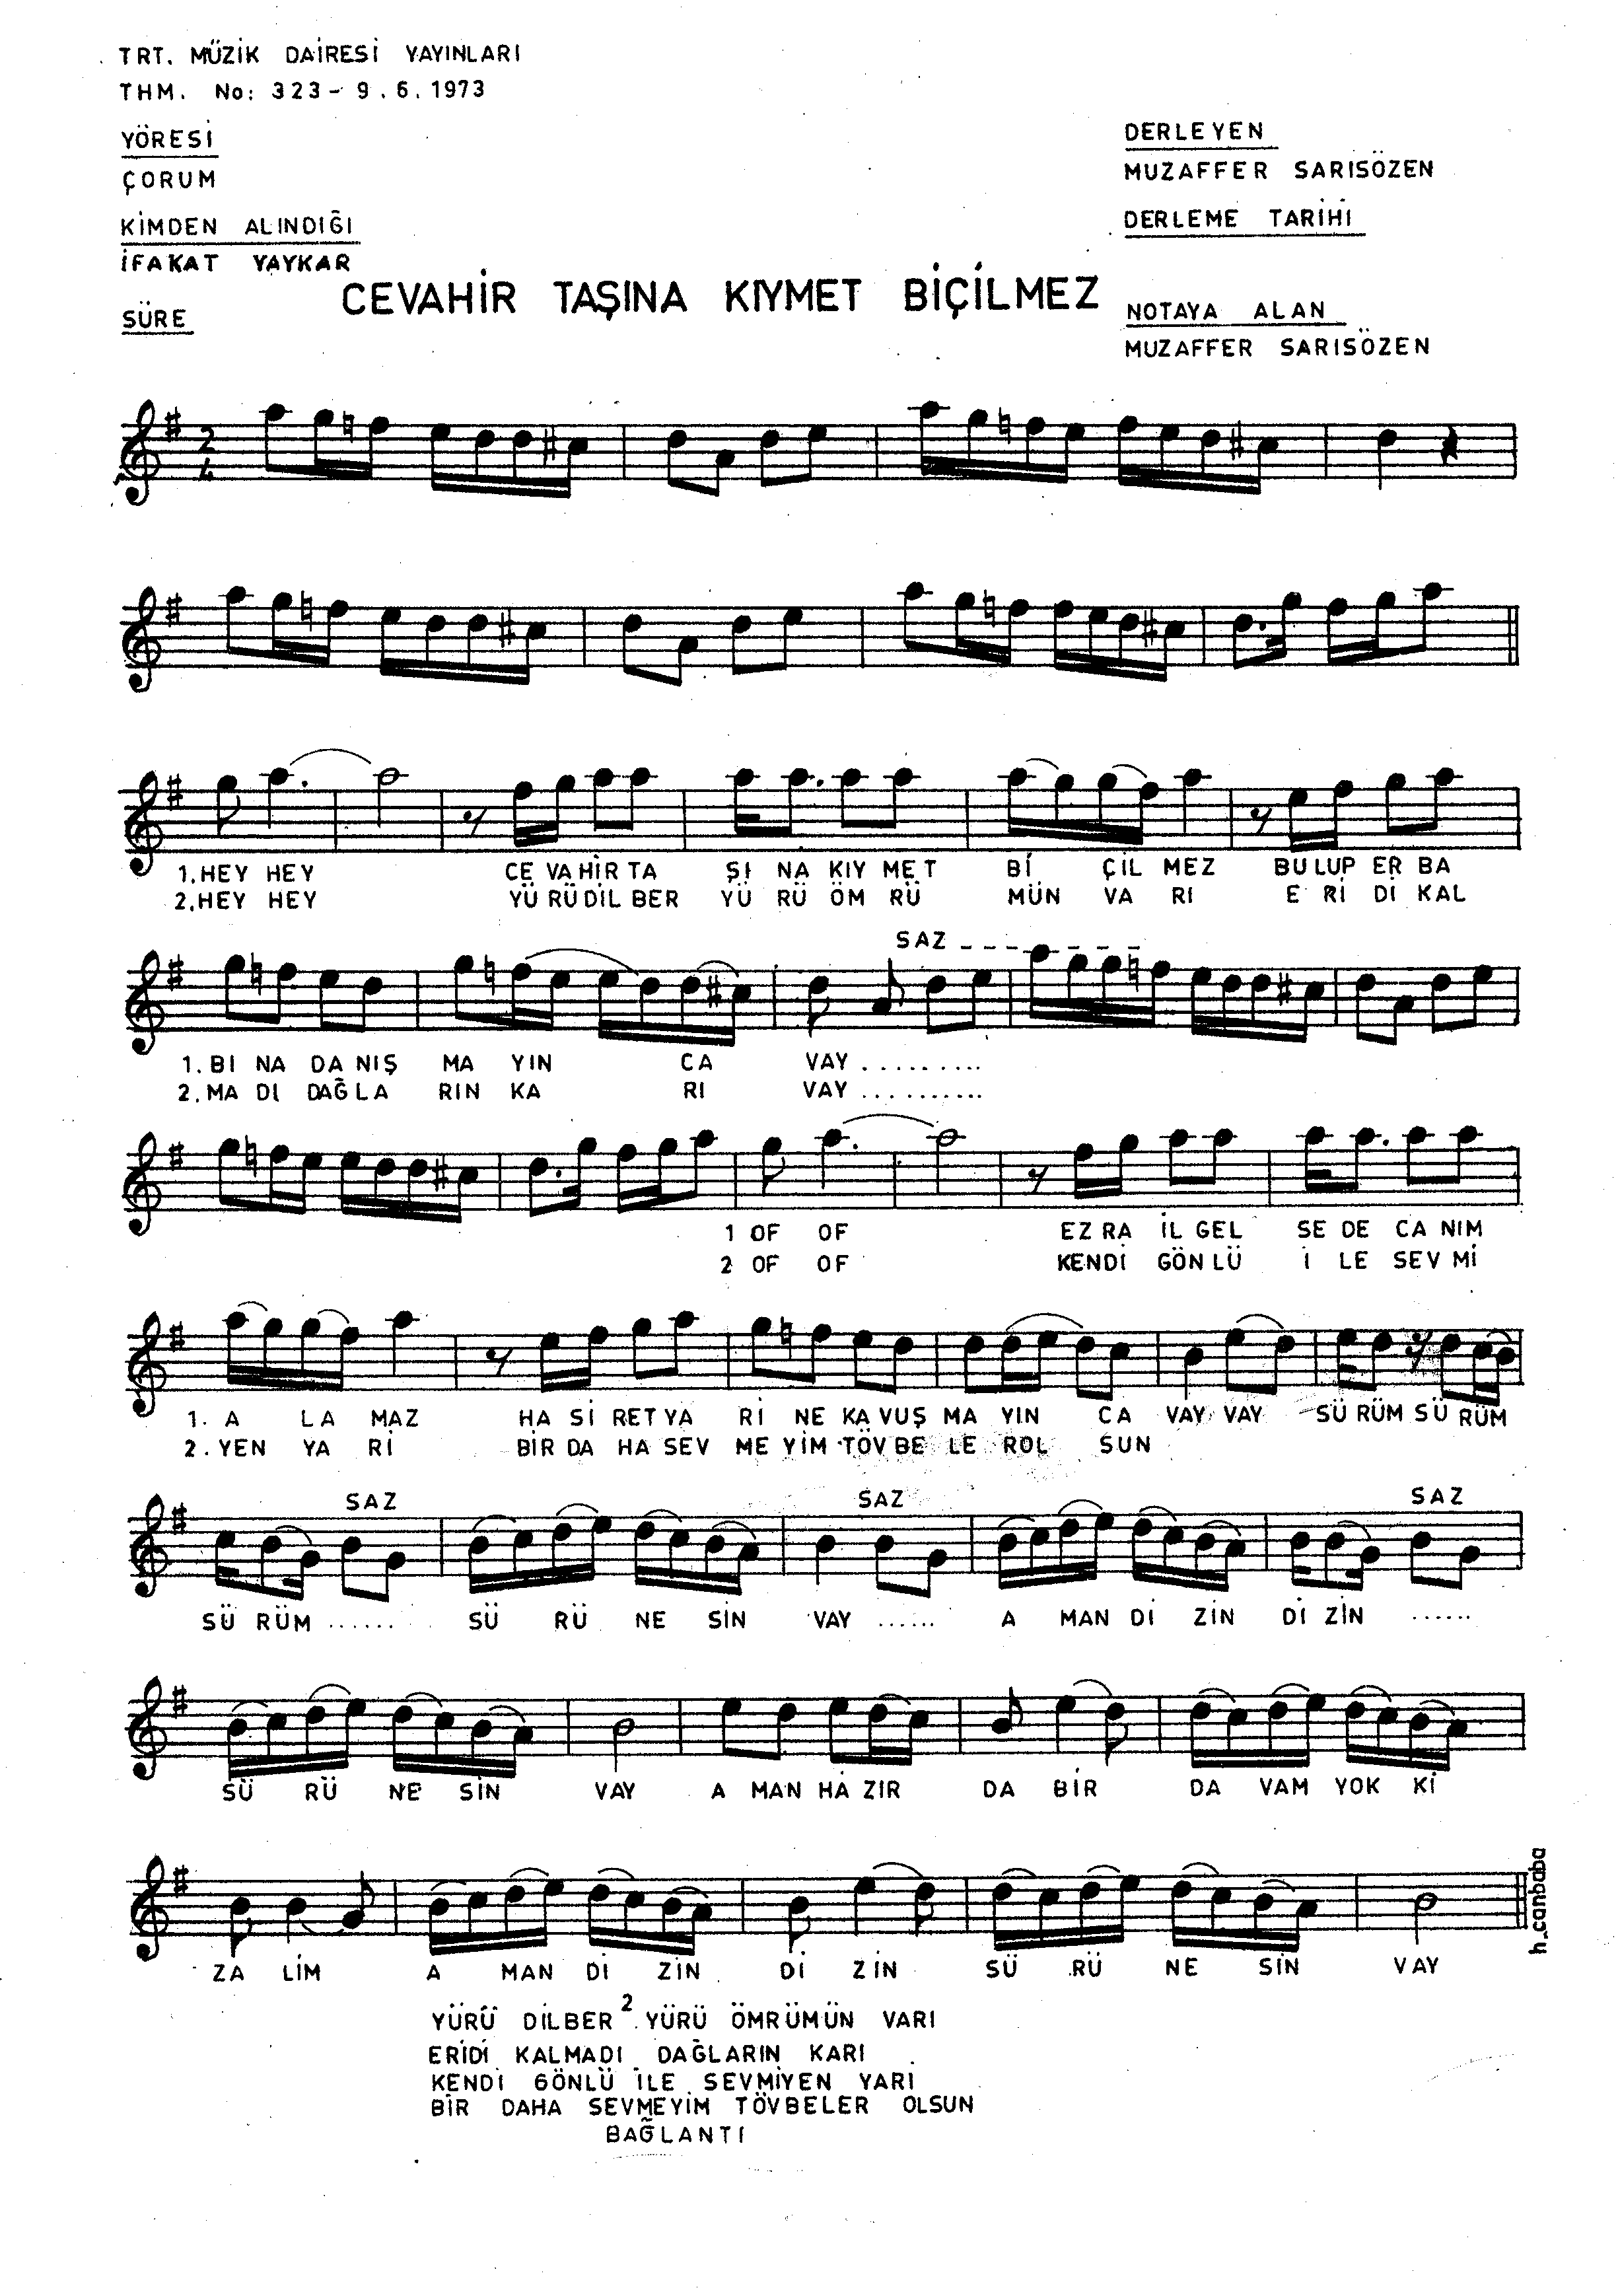 TRT. MÜZİK DAİRESİ YAYINLARI
THM. No: 323- 9.6.1973
YÖRESİ
ÇORUM
KİMDEN ALINDIĞI
İFAKAT YAYKAR
SÜRE
DERLEYEN
MUZAFFER SARISÖZEN
DERLEME TARİHİ
CEVAHİR TAŞINA KIYMET BİÇİLMEZ
NOTAYA ALAN
MUZAFFER SARISÖZEN
2
4
1.HEY HEY CE VA HİR TA ŞI NA KIY MET Bİ ÇİL MEZ BU LUP ER BA
2.HEY HEY YÜ RÜ DİL BER YÜ RÜ ÖM RÜ MÜN VA RI E Rİ Dİ KAL
SAZ
1.BI NA DA NIŞ MA YIN CA VAY ..........
2.MA DI DAĞ LA RIN KA RI VAY ..........
1 OF OF EZ RA İL GEL SE DE CA NIM
2 OF OF KENDİ GÖN LÜ İ LE SEV Mİ
1. A LA MAZ HA Sİ RET YA Rİ NE KA VUŞ MA YIN CA VAY VAY SÜ RÜM SÜ RÜM
2. YEN YA Rİ BİR DA HA SEV ME YİM TÖV BE LE ROL SUN
SAZ SAZ SAZ
SÜ RÜM ...... SÜ RÜ NE SİN VAY ...... A MAN Dİ ZİN Dİ ZİN ......
SÜ RÜ NE SİN VAY A MAN HA ZIR DA BİR DA VAM YOK Kİ
ZA LİM A MAN Dİ ZİN Dİ ZİN SÜ RÜ NE SİN VAY
h_canbaba
2
YÜRÜ DİLBER YÜRÜ ÖMRÜMÜN VARI
ERİDİ KALMADI DAĞLARIN KARI
KENDİ GÖNLÜ İLE SEVMİYEN YARI
BİR DAHA SEVMEYİM TÖVBELER OLSUN
BAĞLANTI